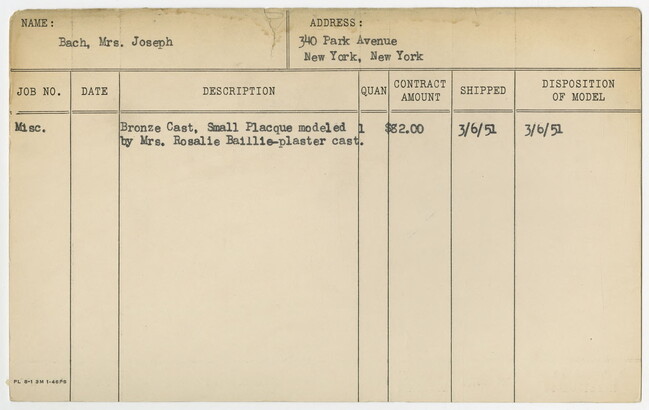 NAME:
Bach, Mrs. Joseph
ADDRESS:
340 Park Avenue
New York, New York
JOB NO. DATE DESCRIPTION QUAN CONTRACT AMOUNT SHIPPED DISPOSITION OF MODEL
Misc. Bronze Cast, Small Placque modeled 1 $82.00 3/6/51 3/6/51
by Mrs. Rosalie Baillie-plaster cast.